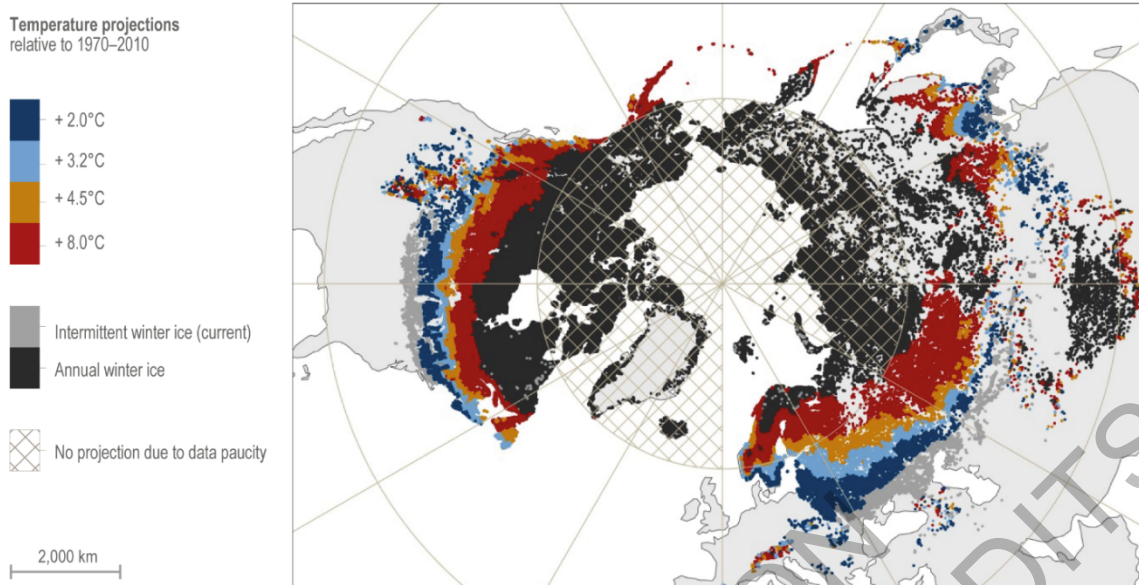 Temperature projections
relative to 1970–2010
+ 2.0°C
+ 3.2°C
+ 4.5°C
+ 8.0°C
Intermittent winter ice (current)
Annual winter ice
No projection due to data paucity
2,000 km